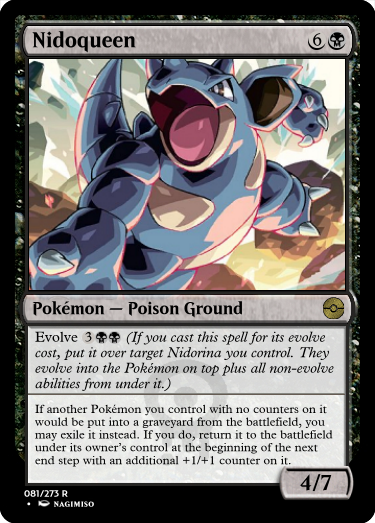 Nidoqueen 6
Pokémon — Poison Ground
Evolve 3 (If you cast this spell for its evolve
cost, put it over target Nidorina you control. They
evolve into the Pokémon on top plus all non-evolve
abilities from under it.)
If another Pokémon you control with no counters on it
would be put into a graveyard from the battlefield, you
may exile it instead. If you do, return it to the battlefield
under its owner's control at the beginning of the next
end step with an additional +1/+1 counter on it.
4/7
081/273 R
• NAGIMISO